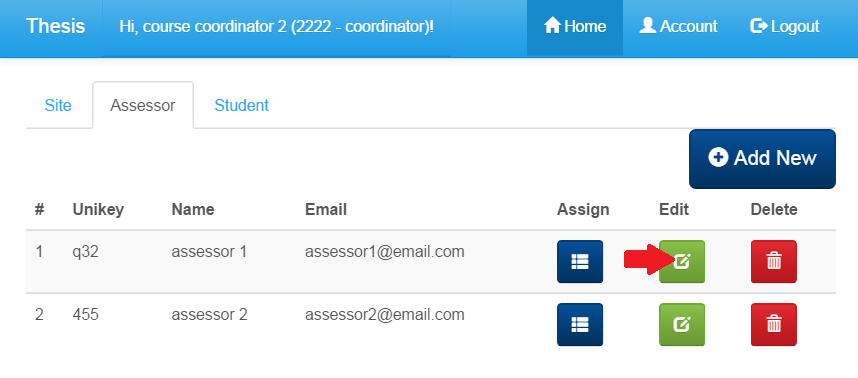 Thesis Hi, course coordinator 2 (2222 - coordinator)! Home Account Logout
Site Assessor Student
Add New
# Unikey Name Email Assign Edit Delete
1 q32 assessor 1 assessor1@email.com
2 455 assessor 2 assessor2@email.com